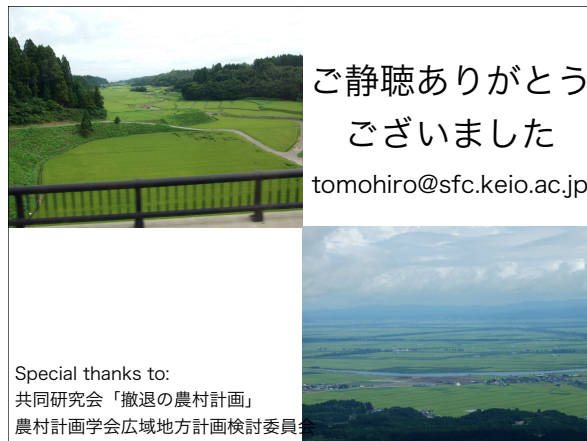 ご静聴ありがとう
ございました
tomohiro@sfc.keio.ac.jp
Special thanks to:
共同研究会「撤退の農村計画」
農村計画学会広域地方計画検討委員会